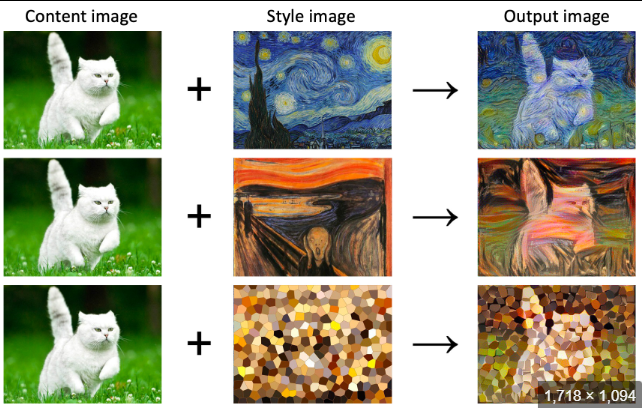 Content image
Style image
Output image
+
→
+
→
+
→
1,718 × 1,094